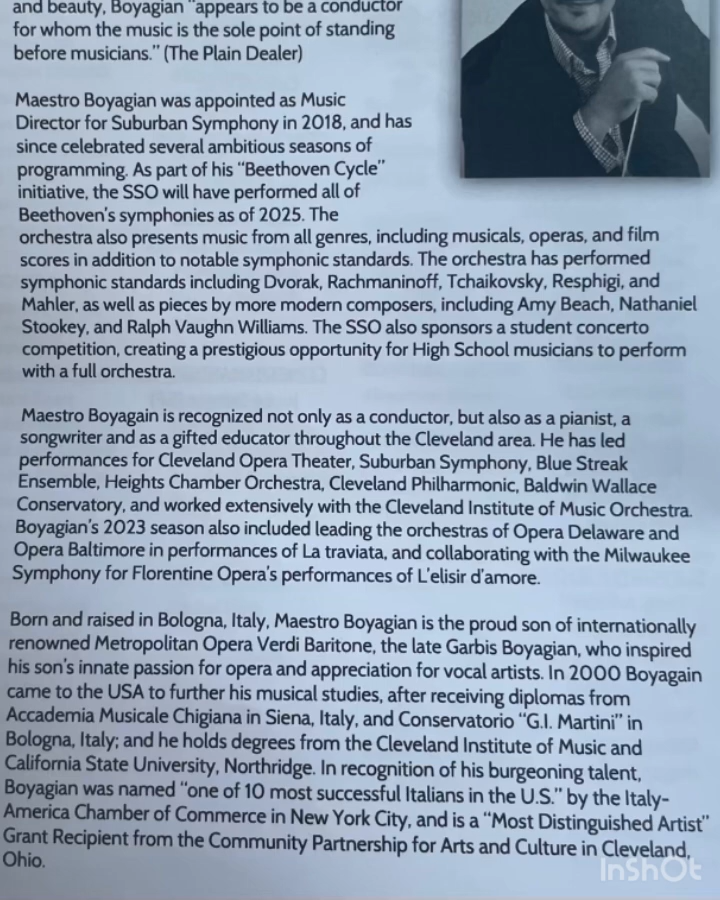 and beauty, Boyagian "appears to be a conductor
for whom the music is the sole point of standing
before musicians." (The Plain Dealer)
Maestro Boyagian was appointed as Music
Director for Suburban Symphony in 2018, and has
since celebrated several ambitious seasons of
programming. As part of his "Beethoven Cycle"
initiative, the SSO will have performed all of
Beethoven's symphonies as of 2025. The
orchestra also presents music from all genres, including musicals, operas, and film
scores in addition to notable symphonic standards. The orchestra has performed
symphonic standards including Dvorak, Rachmaninoff, Tchaikovsky, Resphigi, and
Mahler, as well as pieces by more modern composers, including Amy Beach, Nathaniel
Stookey, and Ralph Vaughn Williams. The SSO also sponsors a student concerto
competition, creating a prestigious opportunity for High School musicians to perform
with a full orchestra.
Maestro Boyagain is recognized not only as a conductor, but also as a pianist, a
songwriter and as a gifted educator throughout the Cleveland area. He has led
performances for Cleveland Opera Theater, Suburban Symphony, Blue Streak
Ensemble, Heights Chamber Orchestra, Cleveland Philharmonic, Baldwin Wallace
Conservatory, and worked extensively with the Cleveland Institute of Music Orchestra.
Boyagian's 2023 season also included leading the orchestras of Opera Delaware and
Opera Baltimore in performances of La traviata, and collaborating with the Milwaukee
Symphony for Florentine Opera's performances of L'elisir d'amore.
Born and raised in Bologna, Italy, Maestro Boyagian is the proud son of internationally
renowned Metropolitan Opera Verdi Baritone, the late Garbis Boyagian, who inspired
his son's innate passion for opera and appreciation for vocal artists. In 2000 Boyagain
came to the USA to further his musical studies, after receiving diplomas from
Accademia Musicale Chigiana in Siena, Italy, and Conservatorio "G.I. Martini" in
Bologna, Italy; and he holds degrees from the Cleveland Institute of Music and
California State University, Northridge. In recognition of his burgeoning talent,
Boyagian was named "one of 10 most successful Italians in the U.S." by the Italy-
America Chamber of Commerce in New York City, and is a "Most Distinguished Artist"
Grant Recipient from the Community Partnership for Arts and Culture in Cleveland,
Ohio.
InShOt